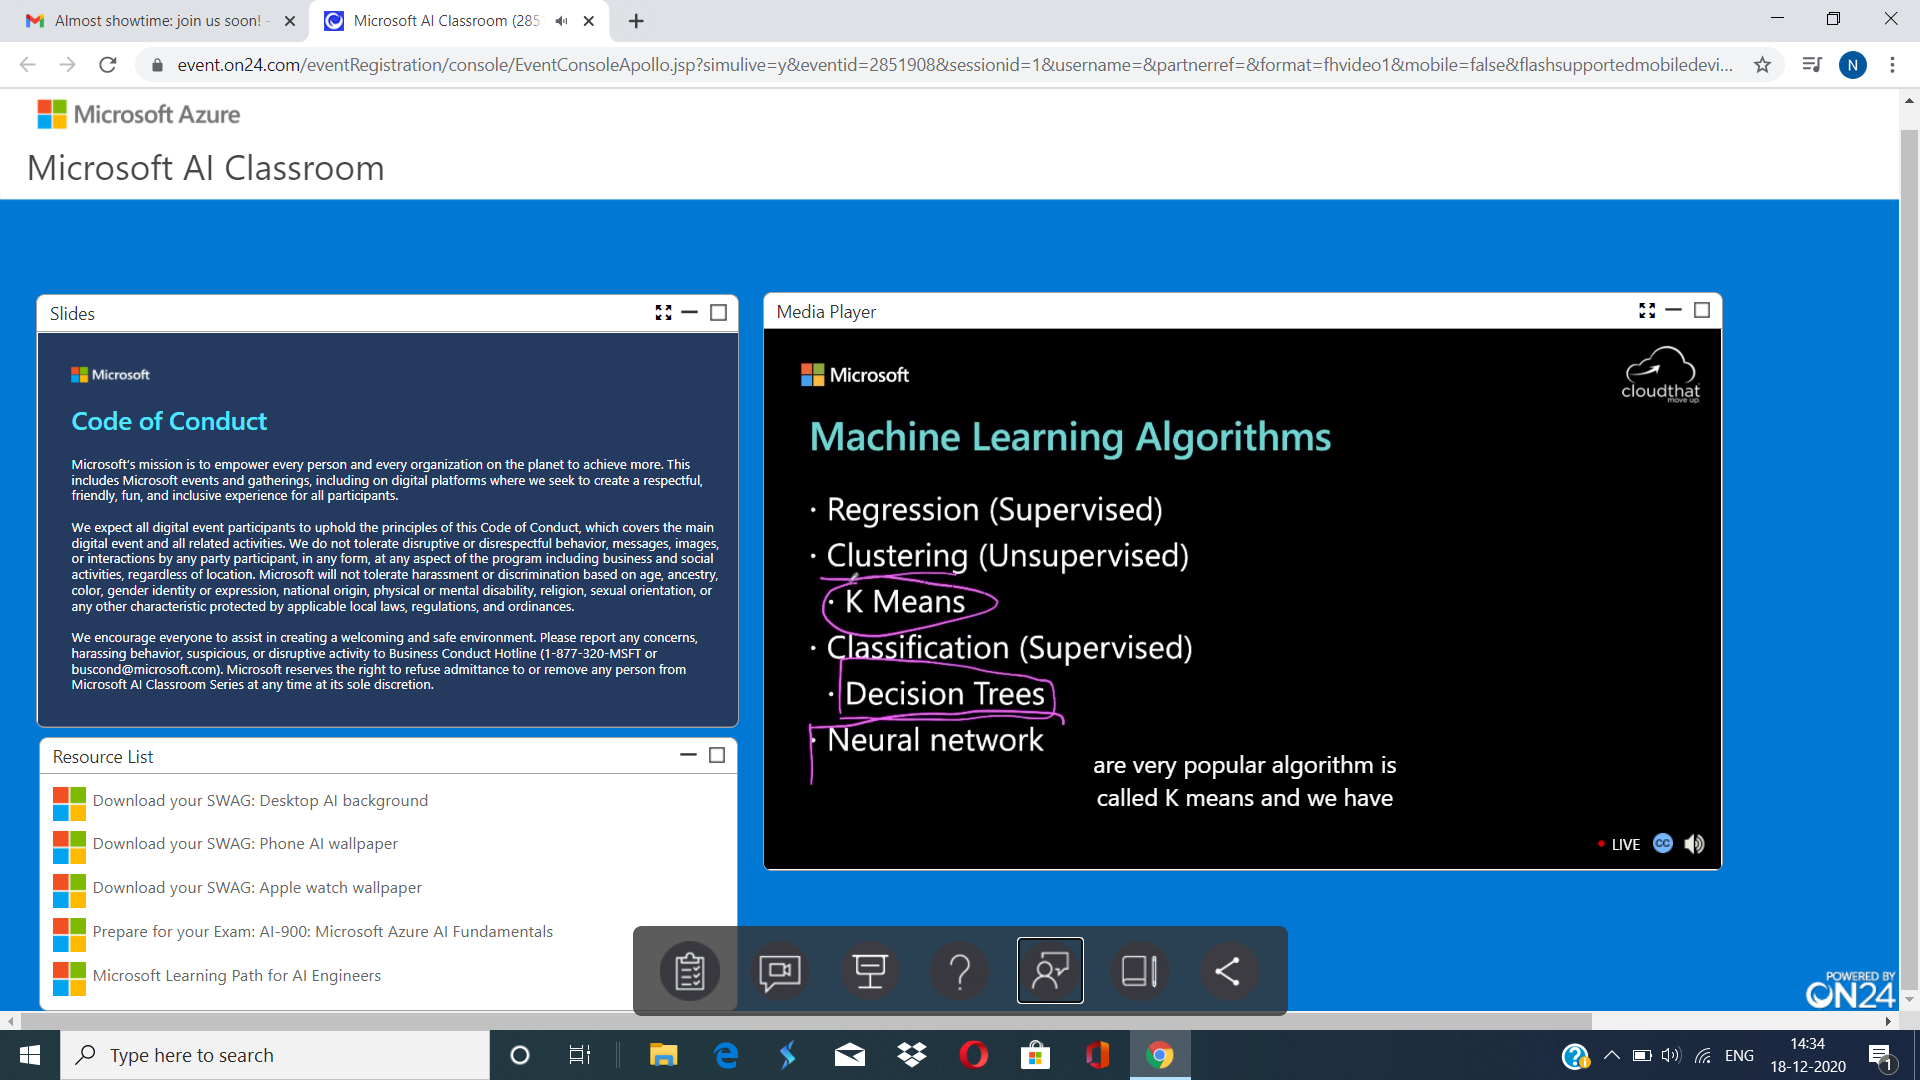 Almost showtime: join us soon! -
Microsoft AI Classroom (285
event.on24.com/eventRegistration/console/EventConsoleApollo.jsp?simulive=y&eventid=2851908&sessionid=1&username=&partnerref=&format=fhvideo1&mobile=false&flashsupportedmobiledevi...
N
Microsoft Azure
Microsoft AI Classroom
Slides
Microsoft
Code of Conduct
Microsoft's mission is to empower every person and every organization on the planet to achieve more. This
includes Microsoft events and gatherings, including on digital platforms where we seek to create a respectful,
friendly, fun, and inclusive experience for all participants.
We expect all digital event participants to uphold the principles of this Code of Conduct, which covers the main
digital event and all related activities. We do not tolerate disruptive or disrespectful behavior, messages, images,
or interactions by any party participant, in any form, at any aspect of the program including business and social
activities, regardless of location. Microsoft will not tolerate harassment or discrimination based on age, ancestry,
color, gender identity or expression, national origin, physical or mental disability, religion, sexual orientation, or
any other characteristic protected by applicable local laws, regulations, and ordinances.
We encourage everyone to assist in creating a welcoming and safe environment. Please report any concerns,
harassing behavior, suspicious, or disruptive activity to Business Conduct Hotline (1-877-320-MSFT or
buscond@microsoft.com). Microsoft reserves the right to refuse admittance to or remove any person from
Microsoft AI Classroom Series at any time at its sole discretion.
Resource List
Download your SWAG: Desktop AI background
Download your SWAG: Phone AI wallpaper
Download your SWAG: Apple watch wallpaper
Prepare for your Exam: AI-900: Microsoft Azure AI Fundamentals
Microsoft Learning Path for AI Engineers
Media Player
Microsoft
cloudthat
move up.
Machine Learning Algorithms
· Regression (Supervised)
· Clustering (Unsupervised)
· K Means
· Classification (Supervised)
· Decision Trees
· Neural network
are very popular algorithm is
called K means and we have
LIVE
CC
POWERED BY
ON24
Type here to search
ENG
14:34
18-12-2020
1